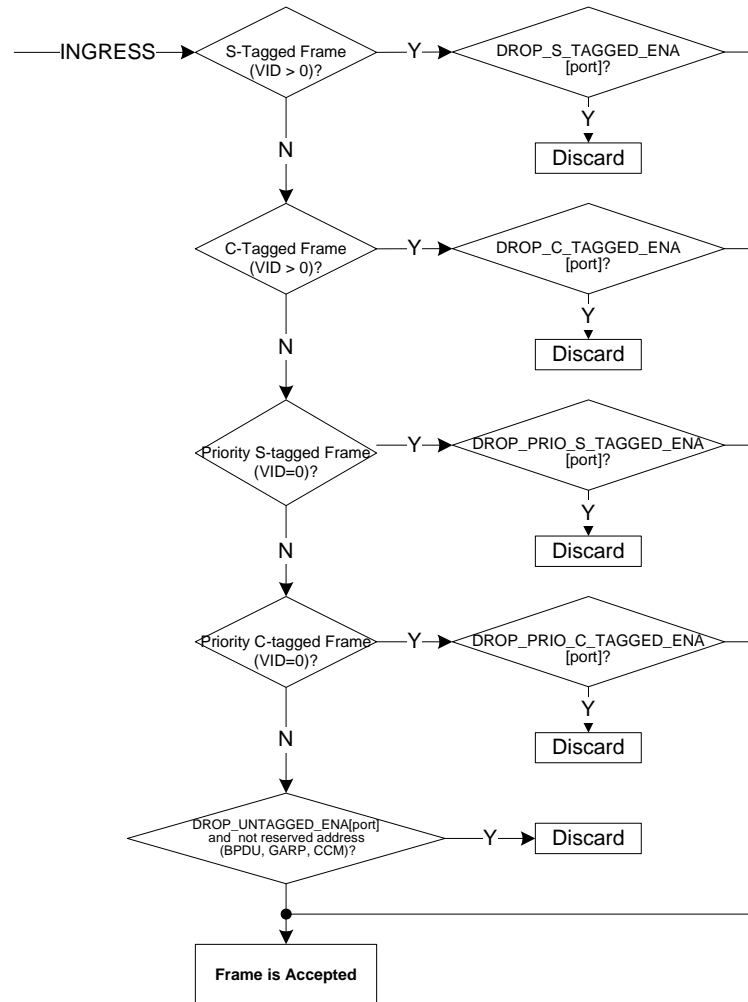 INGRESS
S-Tagged Frame
(VID > 0)?
Y
DROP_S_TAGGED_ENA
[port]?
Y
Discard
N
C-Tagged Frame
(VID > 0)?
Y
DROP_C_TAGGED_ENA
[port]?
Y
Discard
N
Priority S-tagged Frame
(VID=0)?
Y
DROP_PRIO_S_TAGGED_ENA
[port]?
Y
Discard
N
Priority C-tagged Frame
(VID=0)?
Y
DROP_PRIO_C_TAGGED_ENA
[port]?
Y
Discard
N
DROP_UNTAGGED_ENA[port]
and not reserved address
(BPDU, GARP, CCM)?
Y
Discard
Frame is Accepted